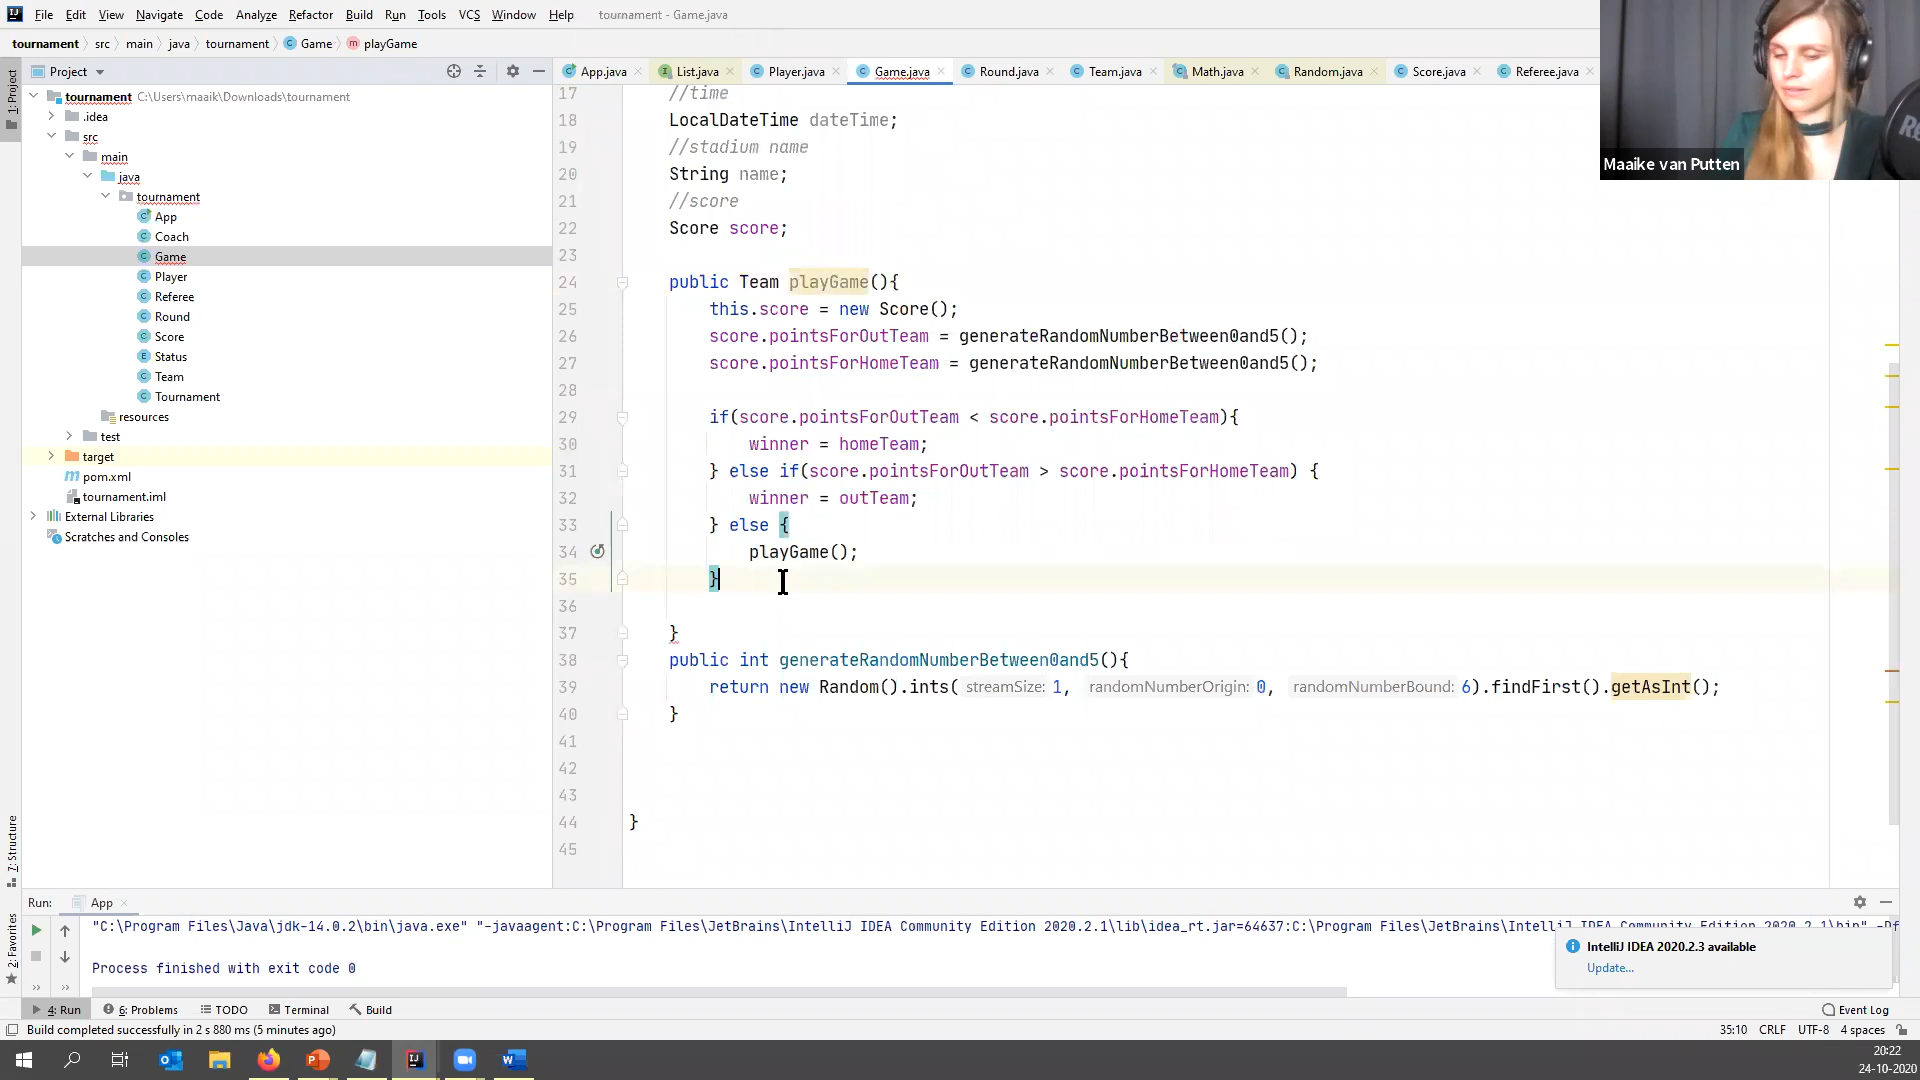 File Edit View Navigate Code Analyze Refactor Build Run Tools VCS Window Help tournament - Game.java
tournament src main java tournament Game playGame
Project
App.java List.java Player.java Game.java Round.java Team.java Math.java Random.java Score.java Referee.java
1: Project
7: Structure
2: Favorites
tournament C:\Users\maaik\Downloads\tournament
.idea
src
main
java
tournament
App
Coach
Game
Player
Referee
Round
Score
Status
Team
Tournament
resources
test
target
pom.xml
tournament.iml
External Libraries
Scratches and Consoles
17 //time
18 LocalDateTime dateTime;
19 //stadium name
20 String name;
21 //score
22 Score score;
23
24 public Team playGame(){
25 this.score = new Score();
26 score.pointsForOutTeam = generateRandomNumberBetween0and5();
27 score.pointsForHomeTeam = generateRandomNumberBetween0and5();
28
29 if(score.pointsForOutTeam < score.pointsForHomeTeam){
30 winner = homeTeam;
31 } else if(score.pointsForOutTeam > score.pointsForHomeTeam) {
32 winner = outTeam;
33 } else {
34 playGame();
35 }
36
37 }
38 public int generateRandomNumberBetween0and5(){
39 return new Random().ints( streamSize: 1, randomNumberOrigin: 0, randomNumberBound: 6).findFirst().getAsInt();
40 }
41
42
43
44 }
45
Maaike van Putten
Run: App
"C:\Program Files\Java\jdk-14.0.2\bin\java.exe" "-javaagent:C:\Program Files\JetBrains\IntelliJ IDEA Community Edition 2020.2.1\lib\idea_rt.jar=64637:C:\Program Files\JetBrains\IntelliJ IDEA Community Edition 2020.2.1\bin" -Df
Process finished with exit code 0
IntelliJ IDEA 2020.2.3 available
Update...
4: Run 6: Problems TODO Terminal Build Event Log
Build completed successfully in 2 s 880 ms (5 minutes ago) 35:10 CRLF UTF-8 4 spaces
20:22
24-10-2020